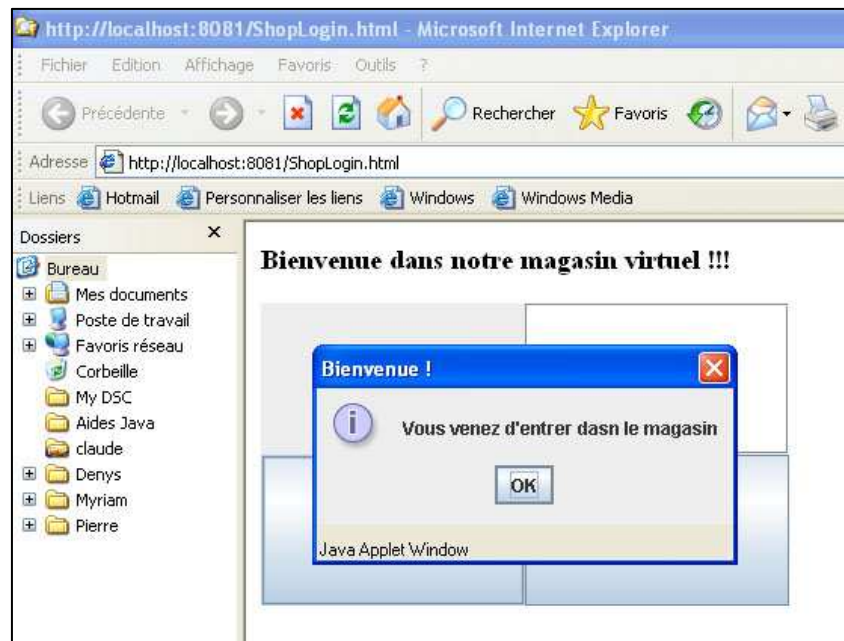 http://localhost:8081/ShopLogin.html - Microsoft Internet Explorer
Fichier Edition Affichage Favoris Outils ?
Précédente Rechercher Favoris
Adresse http://localhost:8081/ShopLogin.html
Liens Hotmail Personnaliser les liens Windows Windows Media
Dossiers X
Bureau
Mes documents
Poste de travail
Favoris réseau
Corbeille
My DSC
Aides Java
claude
Denys
Myriam
Pierre
Bienvenue dans notre magasin virtuel !!!
Bienvenue !
Vous venez d'entrer dasn le magasin
OK
Java Applet Window